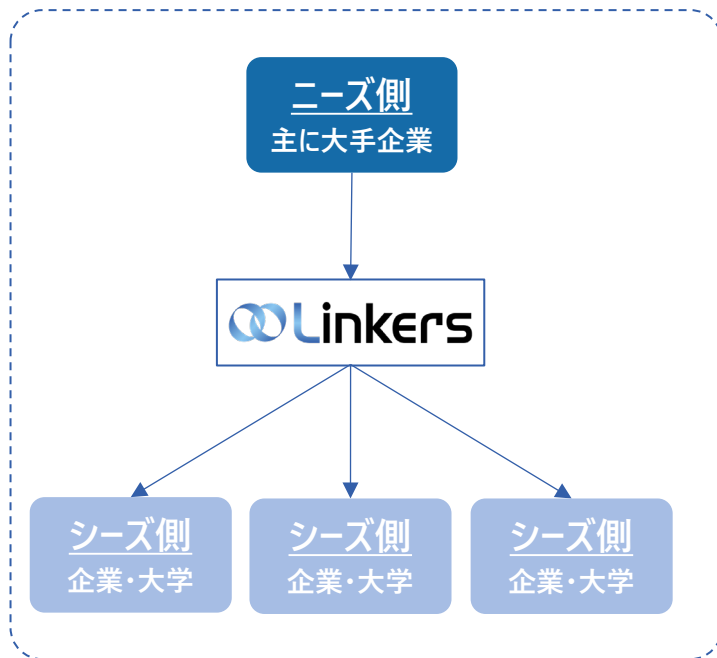 ニーズ側
主に大手企業
Linkers
シーズ側
企業・大学
シーズ側
企業・大学
シーズ側
企業・大学